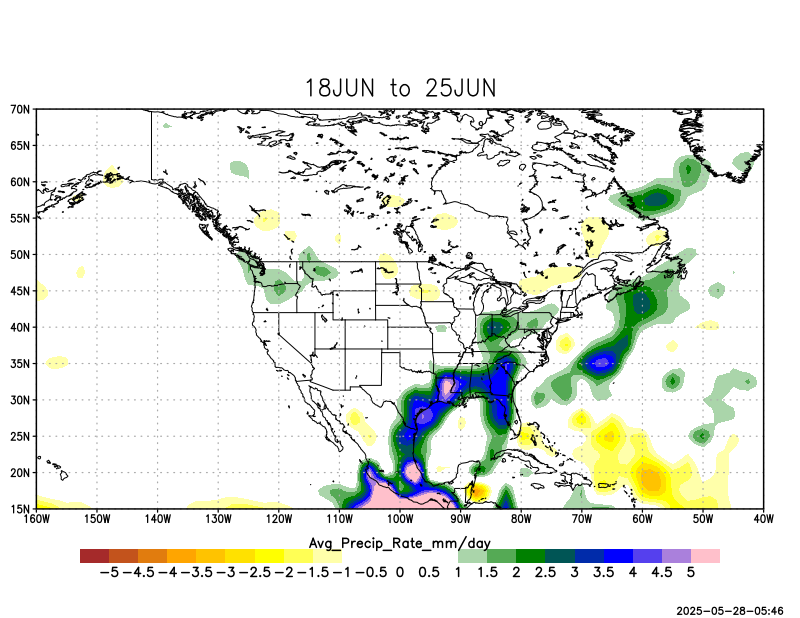 18JUN to 25JUN
70N
65N
60N
55N
50N
45N
40N
35N
30N
25N
20N
15N
160W 150W 140W 130W 120W 110W 100W 90W 80W 70W 60W 50W 40W
Avg_Precip_Rate_mm/day
-5 -4.5 -4 -3.5 -3 -2.5 -2 -1.5 -1 -0.5 0 0.5 1 1.5 2 2.5 3 3.5 4 4.5 5
2025-05-28-05:46